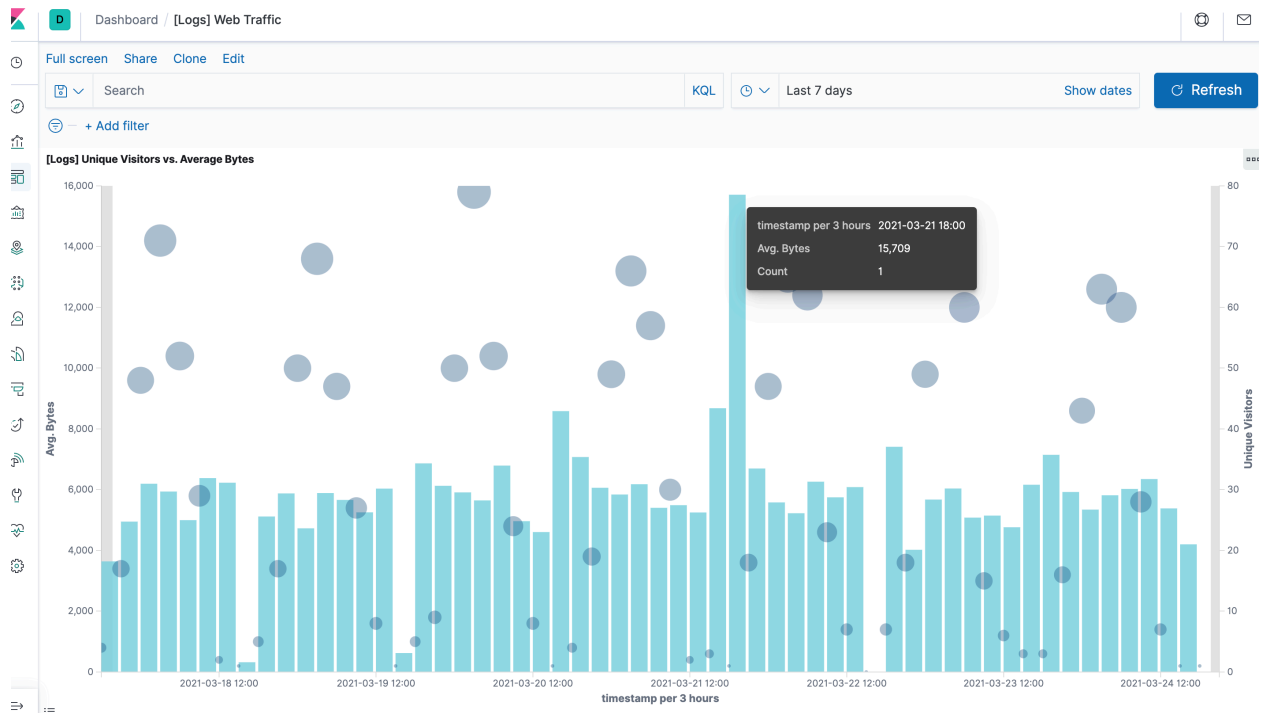 D Dashboard / [Logs] Web Traffic
Full screen Share Clone Edit
Search KQL Last 7 days Show dates Refresh
+ Add filter
[Logs] Unique Visitors vs. Average Bytes
16,000 80
14,000 70
12,000 60
10,000 50
8,000 40
6,000 30
4,000 20
2,000 10
0 0
Avg. Bytes
Unique Visitors
timestamp per 3 hours 2021-03-21 18:00
Avg. Bytes 15,709
Count 1
2021-03-18 12:00 2021-03-19 12:00 2021-03-20 12:00 2021-03-21 12:00 2021-03-22 12:00 2021-03-23 12:00 2021-03-24 12:00
timestamp per 3 hours